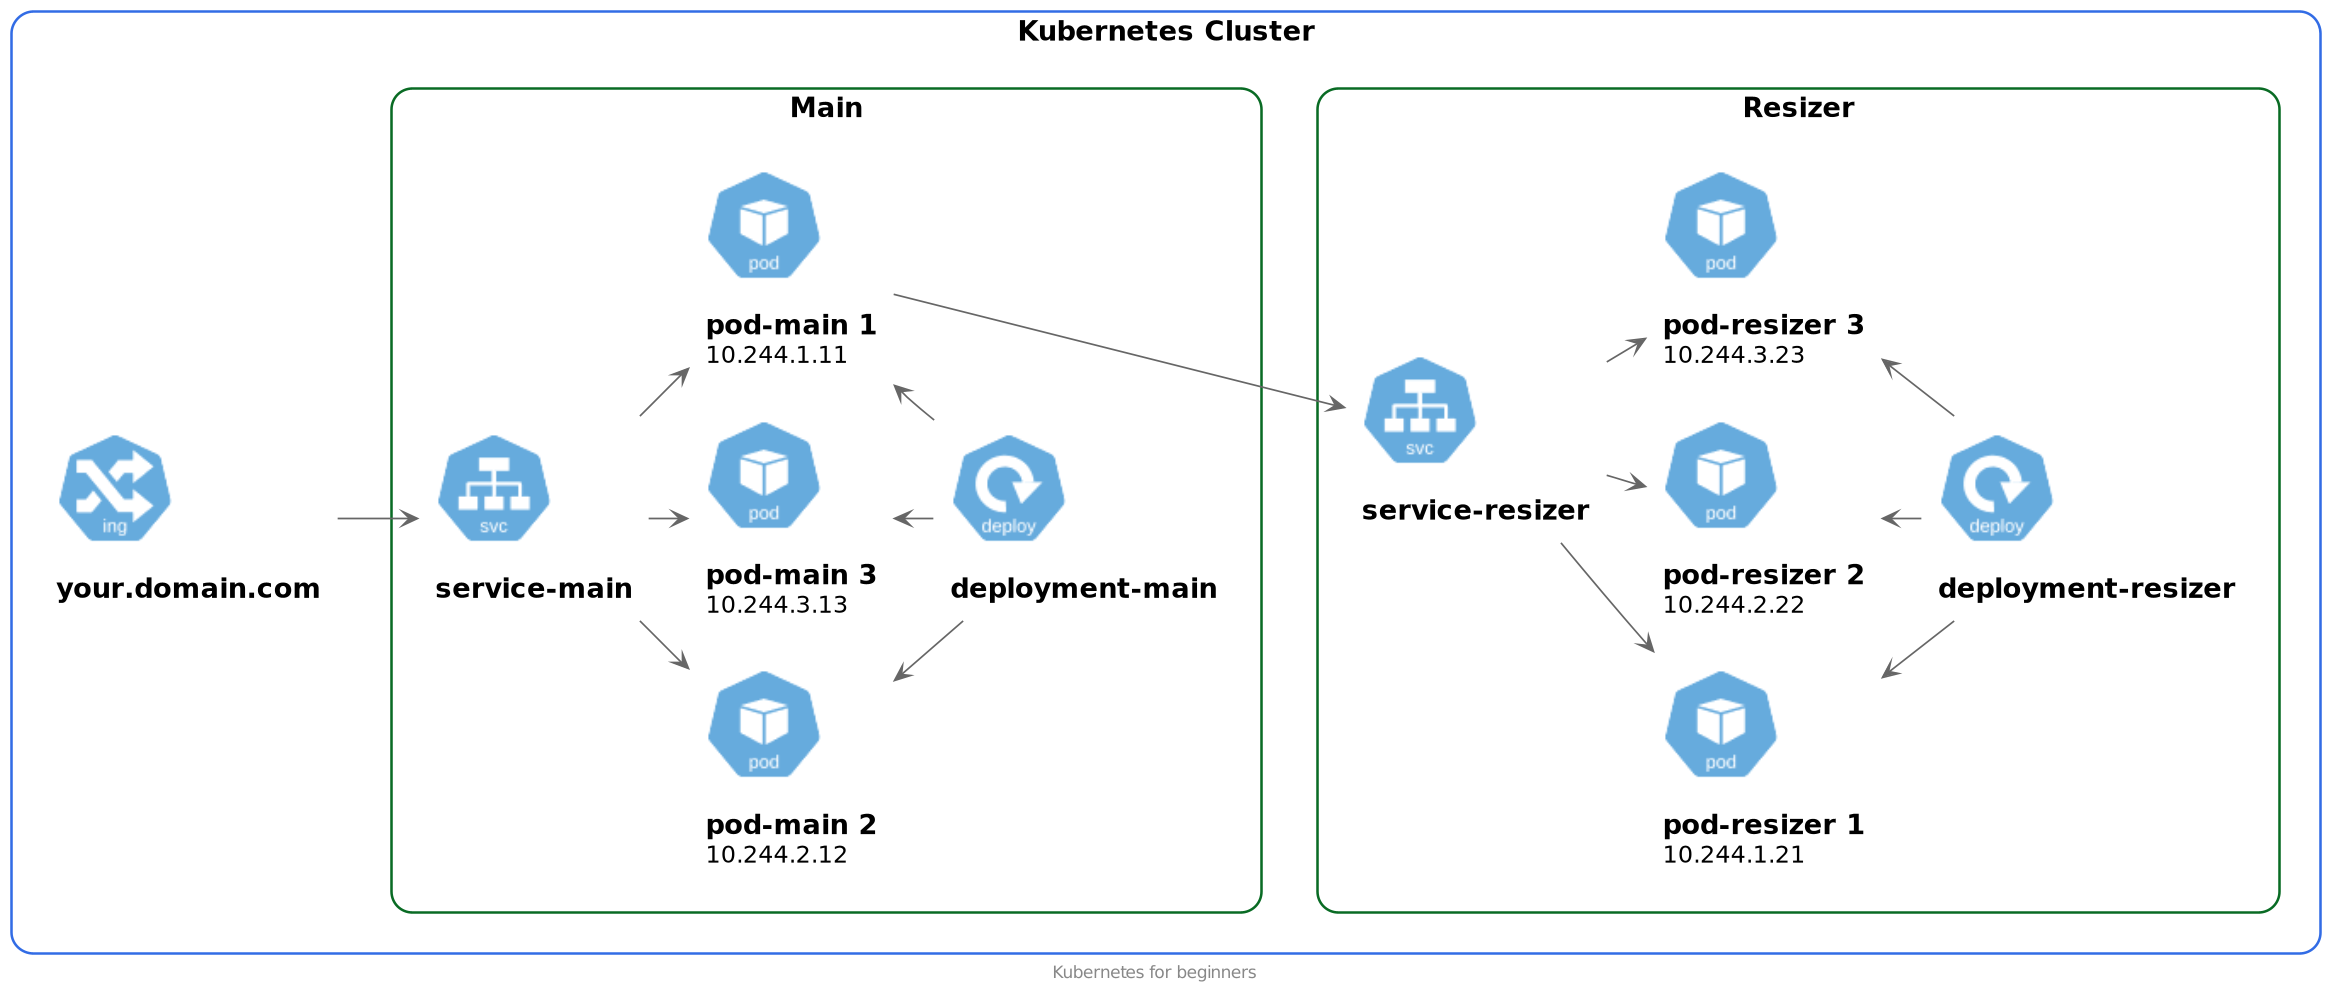 Kubernetes Cluster
Main
Resizer
pod
pod-main 1
10.244.1.11
pod
pod-resizer 3
10.244.3.23
ing
your.domain.com
svc
service-main
pod
pod-main 3
10.244.3.13
deploy
deployment-main
svc
service-resizer
pod
pod-resizer 2
10.244.2.22
deploy
deployment-resizer
pod
pod-main 2
10.244.2.12
pod
pod-resizer 1
10.244.1.21
Kubernetes for beginners